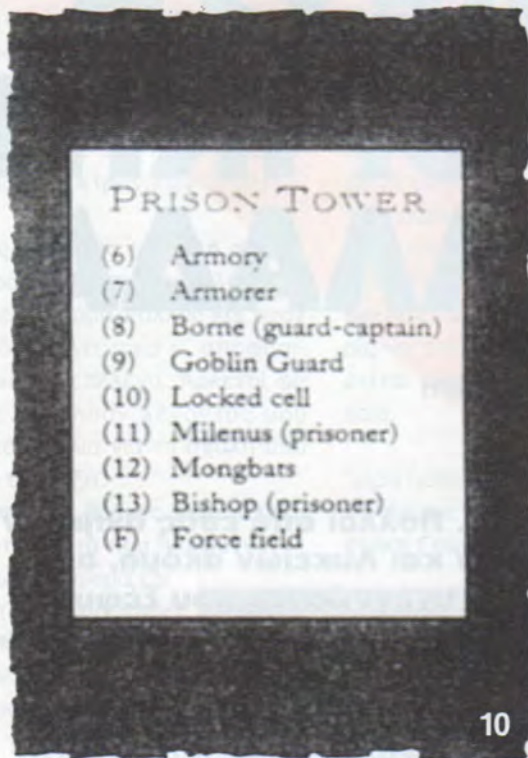 PRISON TOWER
(6) Armory
(7) Armorer
(8) Borne (guard-captain)
(9) Goblin Guard
(10) Locked cell
(11) Milenus (prisoner)
(12) Mongbats
(13) Bishop (prisoner)
(F) Force field
10